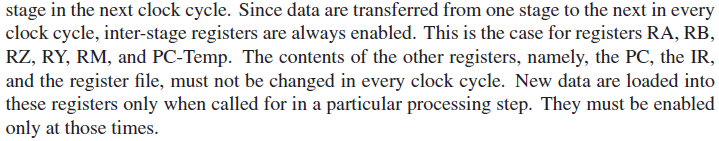 stage in the next clock cycle. Since data are transferred from one stage to the next in every
clock cycle, inter-stage registers are always enabled. This is the case for registers RA, RB,
RZ, RY, RM, and PC-Temp. The contents of the other registers, namely, the PC, the IR,
and the register file, must not be changed in every clock cycle. New data are loaded into
these registers only when called for in a particular processing step. They must be enabled
only at those times.